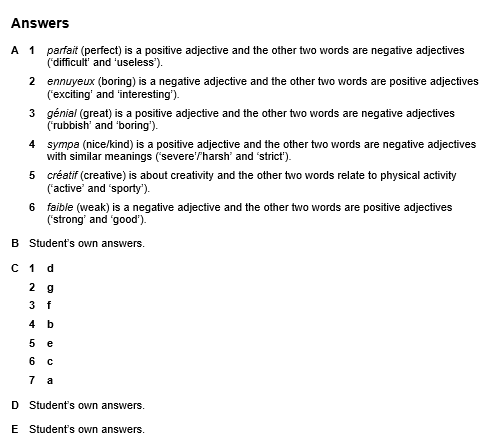 Answers
A 1 parfait (perfect) is a positive adjective and the other two words are negative adjectives
('difficult' and 'useless').
2 ennuyeux (boring) is a negative adjective and the other two words are positive adjectives
('exciting' and 'interesting').
3 génial (great) is a positive adjective and the other two words are negative adjectives
('rubbish' and 'boring').
4 sympa (nice/kind) is a positive adjective and the other two words are negative adjectives
with similar meanings ('severe'/'harsh' and 'strict').
5 créatif (creative) is about creativity and the other two words relate to physical activity
('active' and 'sporty').
6 faible (weak) is a negative adjective and the other two words are positive adjectives
('strong' and 'good').
B Student's own answers.
C 1 d
2 g
3 f
4 b
5 e
6 c
7 a
D Student's own answers.
E Student's own answers.